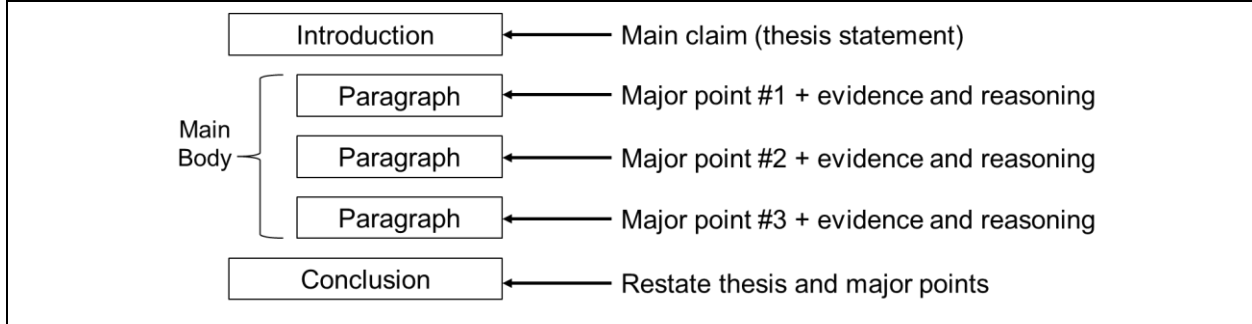 Introduction
Main claim (thesis statement)
Main
Body
Paragraph
Major point #1 + evidence and reasoning
Paragraph
Major point #2 + evidence and reasoning
Paragraph
Major point #3 + evidence and reasoning
Conclusion
Restate thesis and major points